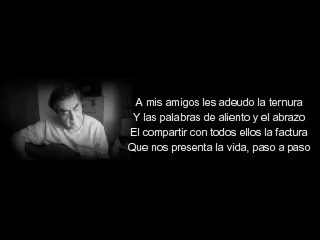 A mis amigos les adeudo la ternura
Y las palabras de aliento y el abrazo
El compartir con todos ellos la factura
Que nos presenta la vida, paso a paso